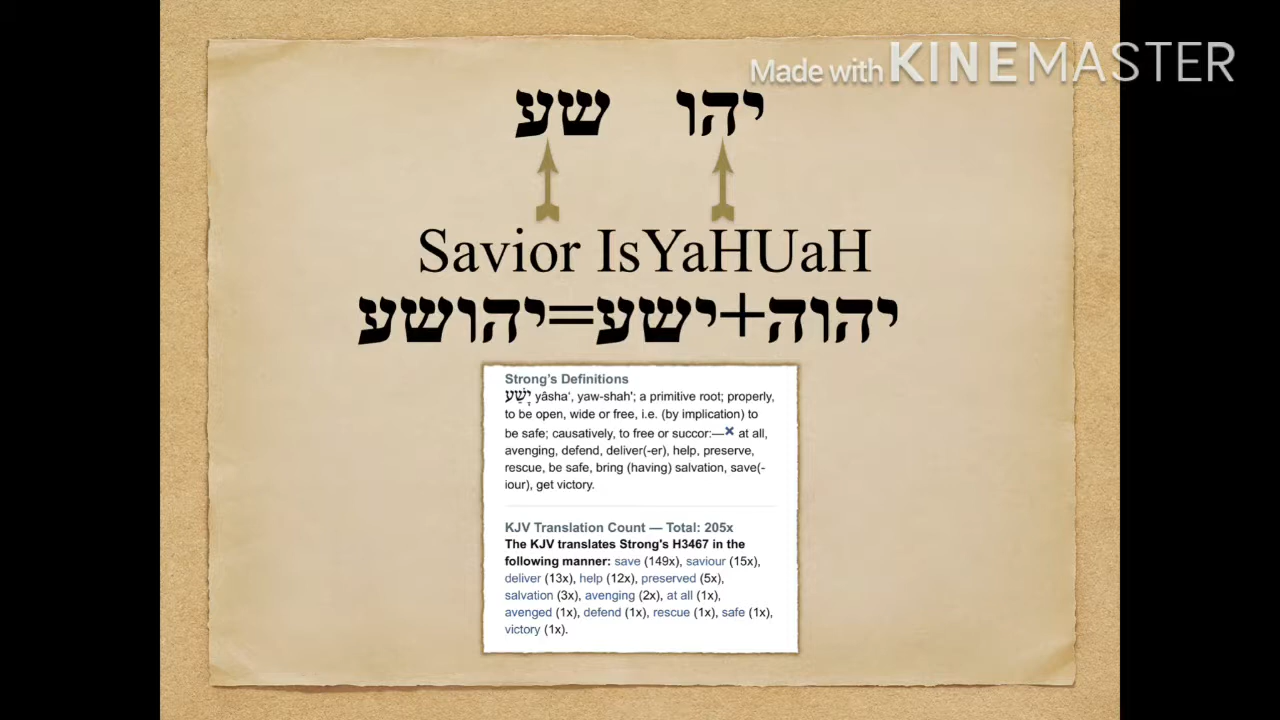 Made with KINEMASTER
יהו שע
Savior IsYaHUaH
יהוה+ישע=יהושע
Strong's Definitions
יָשַׁע yâshaʻ, yaw-shah'; a primitive root; properly,
to be open, wide or free, i.e. (by implication) to
be safe; causatively, to free or succor:—× at all,
avenging, defend, deliver(-er), help, preserve,
rescue, be safe, bring (having) salvation, save(-
iour), get victory.
KJV Translation Count — Total: 205x
The KJV translates Strong's H3467 in the
following manner: save (149x), saviour (15x),
deliver (13x), help (12x), preserved (5x),
salvation (3x), avenging (2x), at all (1x),
avenged (1x), defend (1x), rescue (1x), safe (1x),
victory (1x).